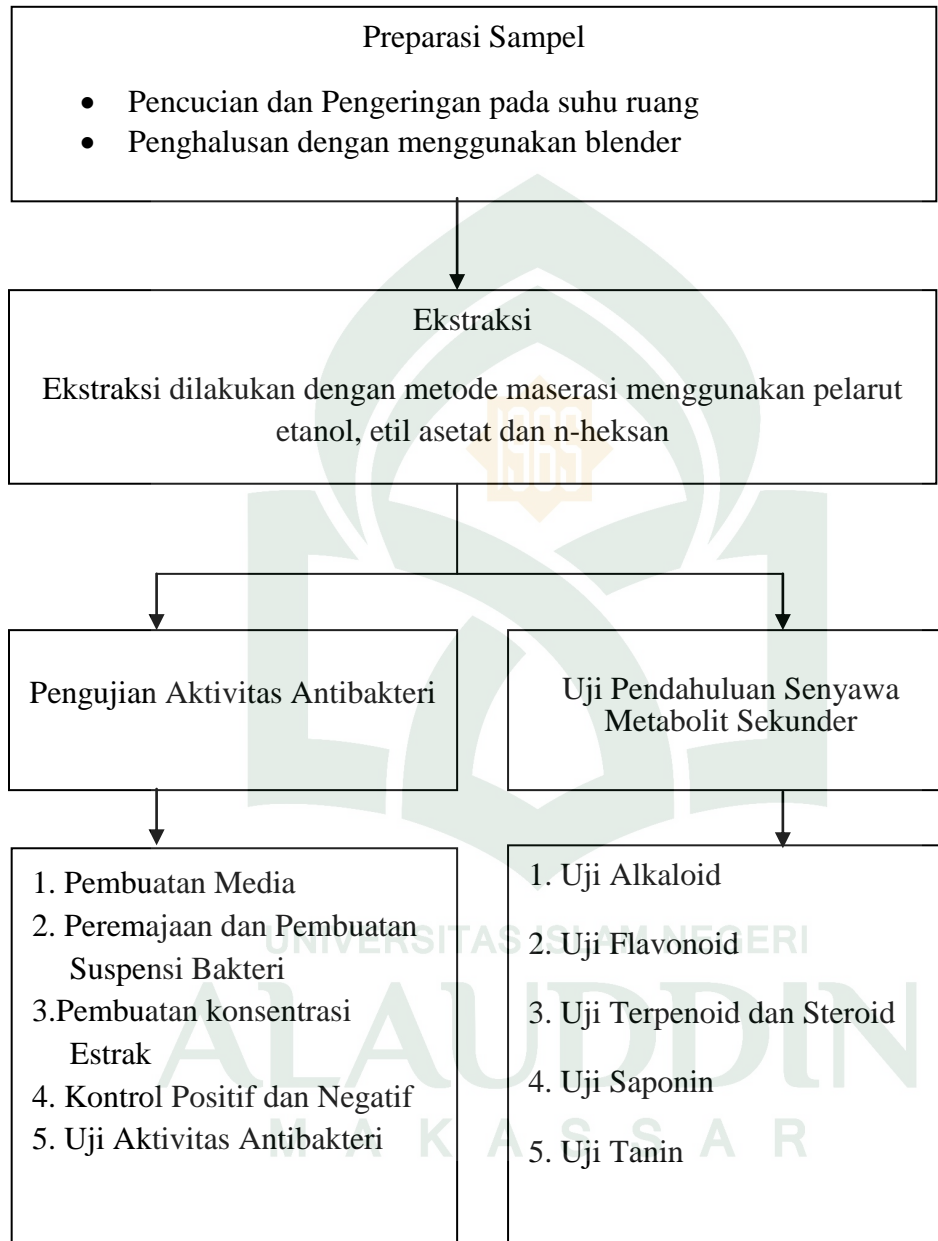 Preparasi Sampel
• Pencucian dan Pengeringan pada suhu ruang
• Penghalusan dengan menggunakan blender
Ekstraksi
Ekstraksi dilakukan dengan metode maserasi menggunakan pelarut
etanol, etil asetat dan n-heksan
1965
Pengujian Aktivitas Antibakteri
Uji Pendahuluan Senyawa
Metabolit Sekunder
1. Pembuatan Media
2. Peremajaan dan Pembuatan
Suspensi Bakteri
3.Pembuatan konsentrasi
Estrak
4. Kontrol Positif dan Negatif
5. Uji Aktivitas Antibakteri
1. Uji Alkaloid
2. Uji Flavonoid
3. Uji Terpenoid dan Steroid
4. Uji Saponin
5. Uji Tanin
UNIVERSITAS ISLAM NEGERI
ALAUDDIN
MAKASSAR